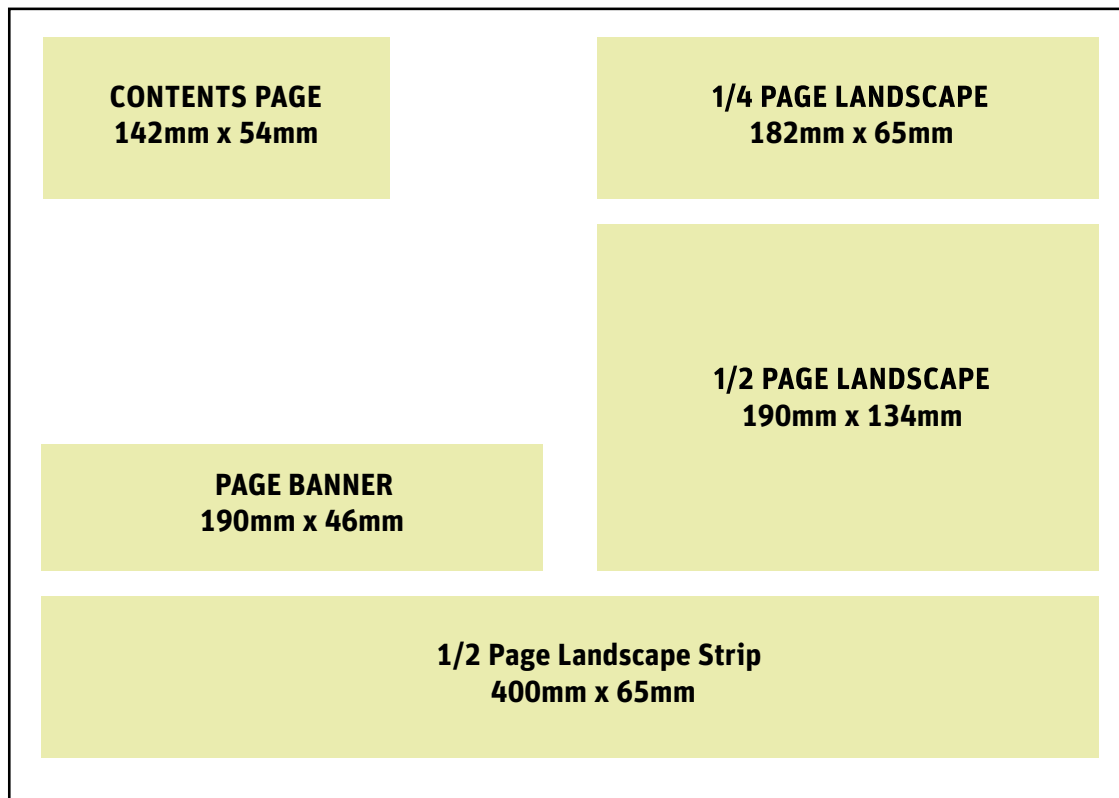 CONTENTS PAGE
142mm x 54mm
1/4 PAGE LANDSCAPE
182mm x 65mm
1/2 PAGE LANDSCAPE
190mm x 134mm
PAGE BANNER
190mm x 46mm
1/2 Page Landscape Strip
400mm x 65mm